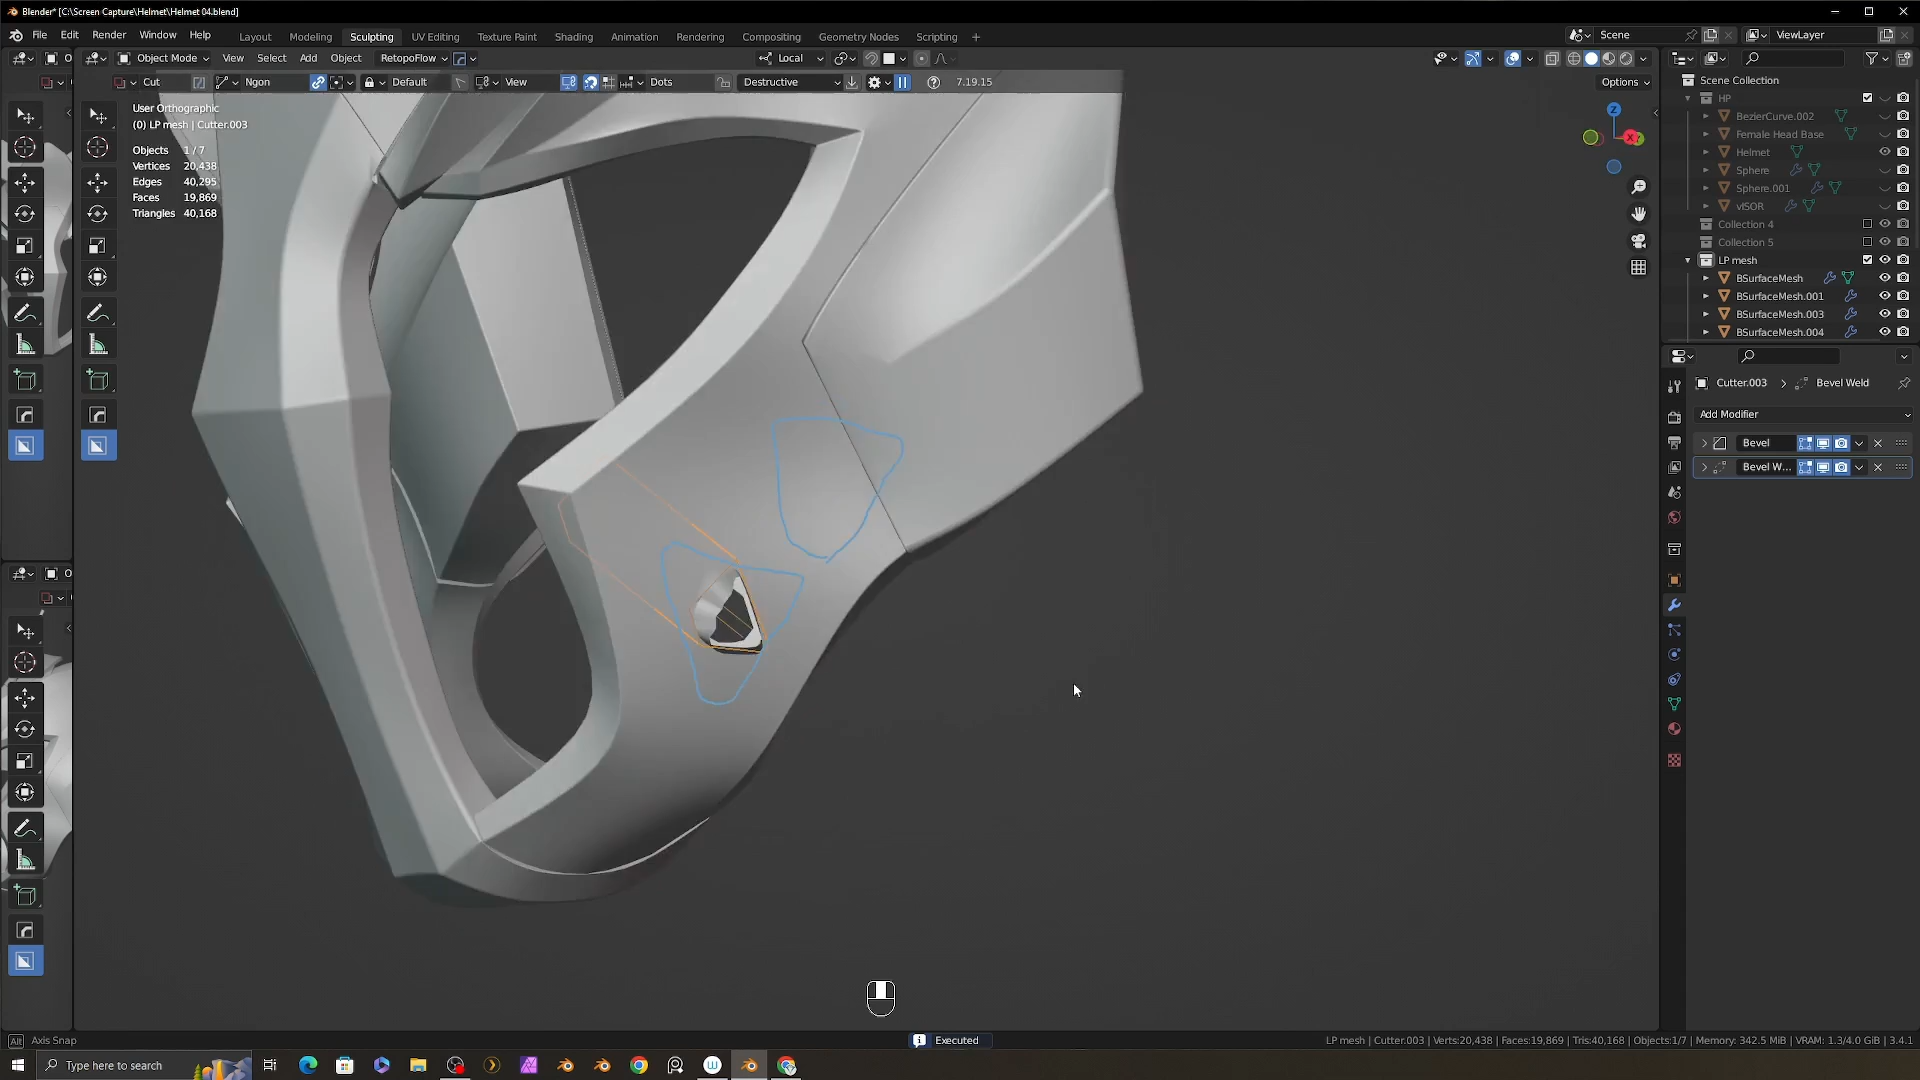 Blender* [C:\Screen Capture\Helmet\Helmet 04.blend]
File Edit Render Window Help
Layout Modeling Sculpting UV Editing Texture Paint Shading Animation Rendering Compositing Geometry Nodes Scripting +
Scene
ViewLayer
Object Mode View Select Add Object RetopoFlow
Local
Cut Ngon Default View Dots Destructive 7.19.15
Options
User Orthographic
(0) LP mesh | Cutter.003
Objects 1/7
Vertices 20,438
Edges 40,295
Faces 19,869
Triangles 40,168
Z
X
Scene Collection
HP
BezierCurve.002
Female Head Base
Helmet
Sphere
Sphere.001
vISOR
Collection 4
Collection 5
LP mesh
BSurfaceMesh
BSurfaceMesh.001
BSurfaceMesh.003
BSurfaceMesh.004
Cutter.003 > Bevel Weld
Add Modifier
Bevel
Bevel W...
Alt Axis Snap
Executed
LP mesh | Cutter.003 | Verts:20,438 | Faces:19,869 | Tris:40,168 | Objects:1/7 | Memory: 342.5 MiB | VRAM: 1.3/4.0 GiB | 3.4.1
Type here to search